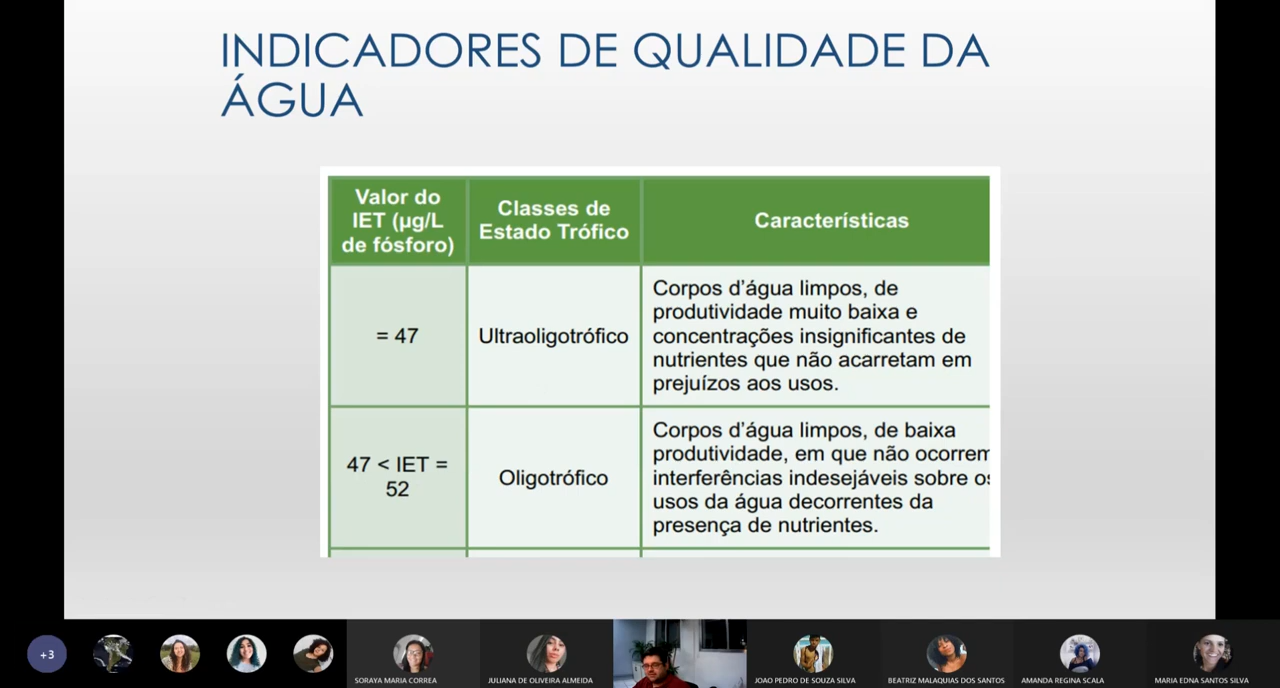 INDICADORES DE QUALIDADE DA
ÁGUA
Valor do
IET (µg/L
de fósforo)
Classes de
Estado Trófico
Características
= 47
Ultraoligotrófico
Corpos d'água limpos, de
produtividade muito baixa e
concentrações insignificantes de
nutrientes que não acarretam em
prejuízos aos usos.
47 < IET =
52
Oligotrófico
Corpos d'água limpos, de baixa
produtividade, em que não ocorrem
interferências indesejáveis sobre os
usos da água decorrentes da
presença de nutrientes.
+3
SORAYA MARIA CORREA
JULIANA DE OLIVEIRA ALMEIDA
JOAO PEDRO DE SOUZA SILVA
BEATRIZ MALAQUIAS DOS SANTOS
AMANDA REGINA SCALA
MARIA EDNA SANTOS SILVA